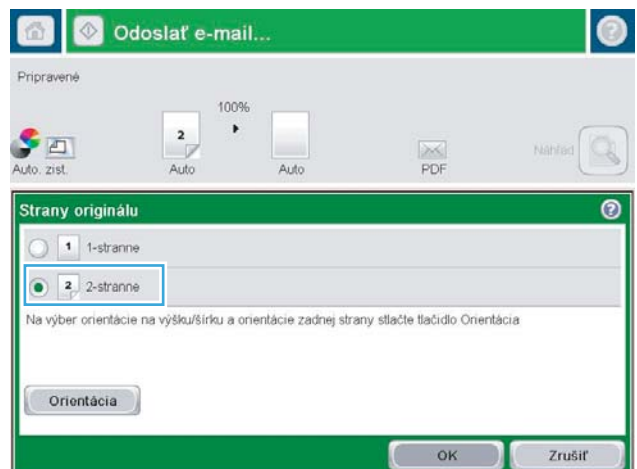 Odoslať e-mail...
Pripravené
100%
2
Auto. zist.
Auto
Auto
PDF
Náhľad
Strany originálu
1 1-stranne
2 2-stranne
Na výber orientácie na výšku/šírku a orientácie zadnej strany stlačte tlačidlo Orientácia
Orientácia
OK
Zrušiť